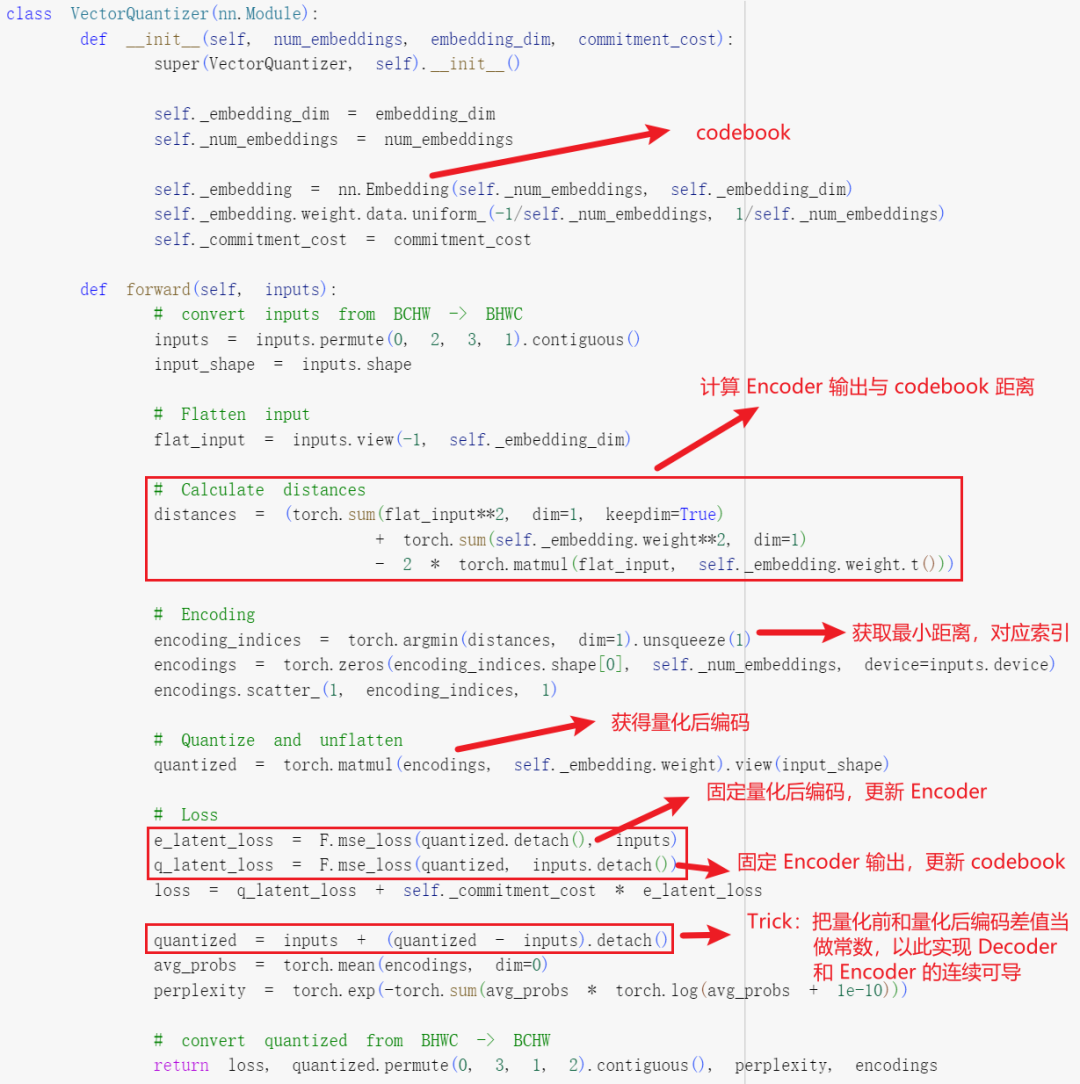 class VectorQuantizer(nn.Module):
def __init__(self, num_embeddings, embedding_dim, commitment_cost):
super(VectorQuantizer, self).__init__()
self._embedding_dim = embedding_dim
self._num_embeddings = num_embeddings
codebook
self._embedding = nn.Embedding(self._num_embeddings, self._embedding_dim)
self._embedding.weight.data.uniform_(-1/self._num_embeddings, 1/self._num_embeddings)
self._commitment_cost = commitment_cost
def forward(self, inputs):
# convert inputs from BCHW -> BHWC
inputs = inputs.permute(0, 2, 3, 1).contiguous()
input_shape = inputs.shape
计算 Encoder 输出与 codebook 距离
# Flatten input
flat_input = inputs.view(-1, self._embedding_dim)
# Calculate distances
distances = (torch.sum(flat_input**2, dim=1, keepdim=True)
+ torch.sum(self._embedding.weight**2, dim=1)
- 2 * torch.matmul(flat_input, self._embedding.weight.t()))
# Encoding
encoding_indices = torch.argmin(distances, dim=1).unsqueeze(1)
获取最小距离，对应索引
encodings = torch.zeros(encoding_indices.shape[0], self._num_embeddings, device=inputs.device)
encodings.scatter_(1, encoding_indices, 1)
获得量化后编码
# Quantize and unflatten
quantized = torch.matmul(encodings, self._embedding.weight).view(input_shape)
固定量化后编码，更新 Encoder
# Loss
e_latent_loss = F.mse_loss(quantized.detach(), inputs)
q_latent_loss = F.mse_loss(quantized, inputs.detach())
固定 Encoder 输出，更新 codebook
loss = q_latent_loss + self._commitment_cost * e_latent_loss
Trick：把量化前和量化后编码差值当
做常数，以此实现 Decoder
和 Encoder 的连续可导
quantized = inputs + (quantized - inputs).detach()
avg_probs = torch.mean(encodings, dim=0)
perplexity = torch.exp(-torch.sum(avg_probs * torch.log(avg_probs + 1e-10)))
# convert quantized from BHWC -> BCHW
return loss, quantized.permute(0, 3, 1, 2).contiguous(), perplexity, encodings